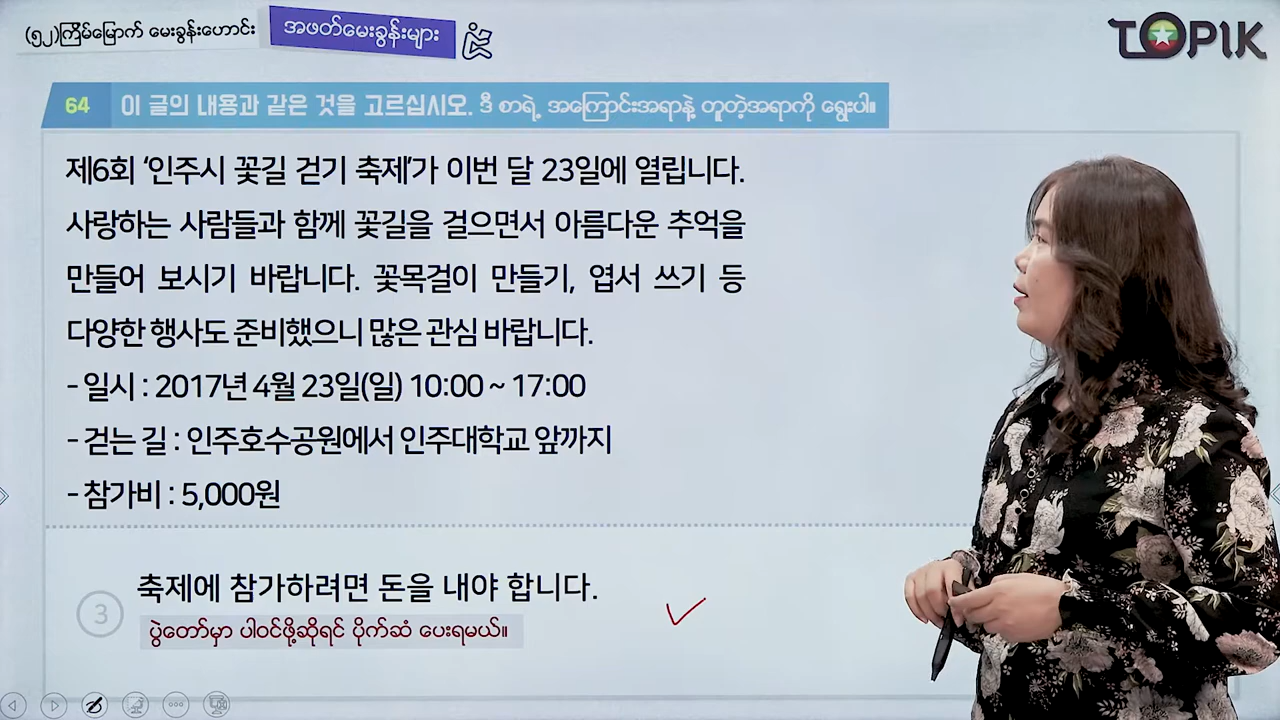 (၅၂)ကြိမ်မြောက် မေးခွန်းဟောင်း
အဖတ်မေးခွန်းများ
TOPIK
64 이 글의 내용과 같은 것을 고르십시오. ဒီ စာရဲ့ အကြောင်းအရာနဲ့ တူတဲ့အရာကို ရွေးပါ။
제6회 ‘인주시 꽃길 걷기 축제’가 이번 달 23일에 열립니다.
사랑하는 사람들과 함께 꽃길을 걸으면서 아름다운 추억을
만들어 보시기 바랍니다. 꽃목걸이 만들기, 엽서 쓰기 등
다양한 행사도 준비했으니 많은 관심 바랍니다.
- 일시 : 2017년 4월 23일(일) 10:00 ~ 17:00
- 걷는 길 : 인주호수공원에서 인주대학교 앞까지
- 참가비 : 5,000원
3 축제에 참가하려면 돈을 내야 합니다.
ပွဲတော်မှာ ပါဝင်ဖို့ဆိုရင် ပိုက်ဆံ ပေးရမယ်။